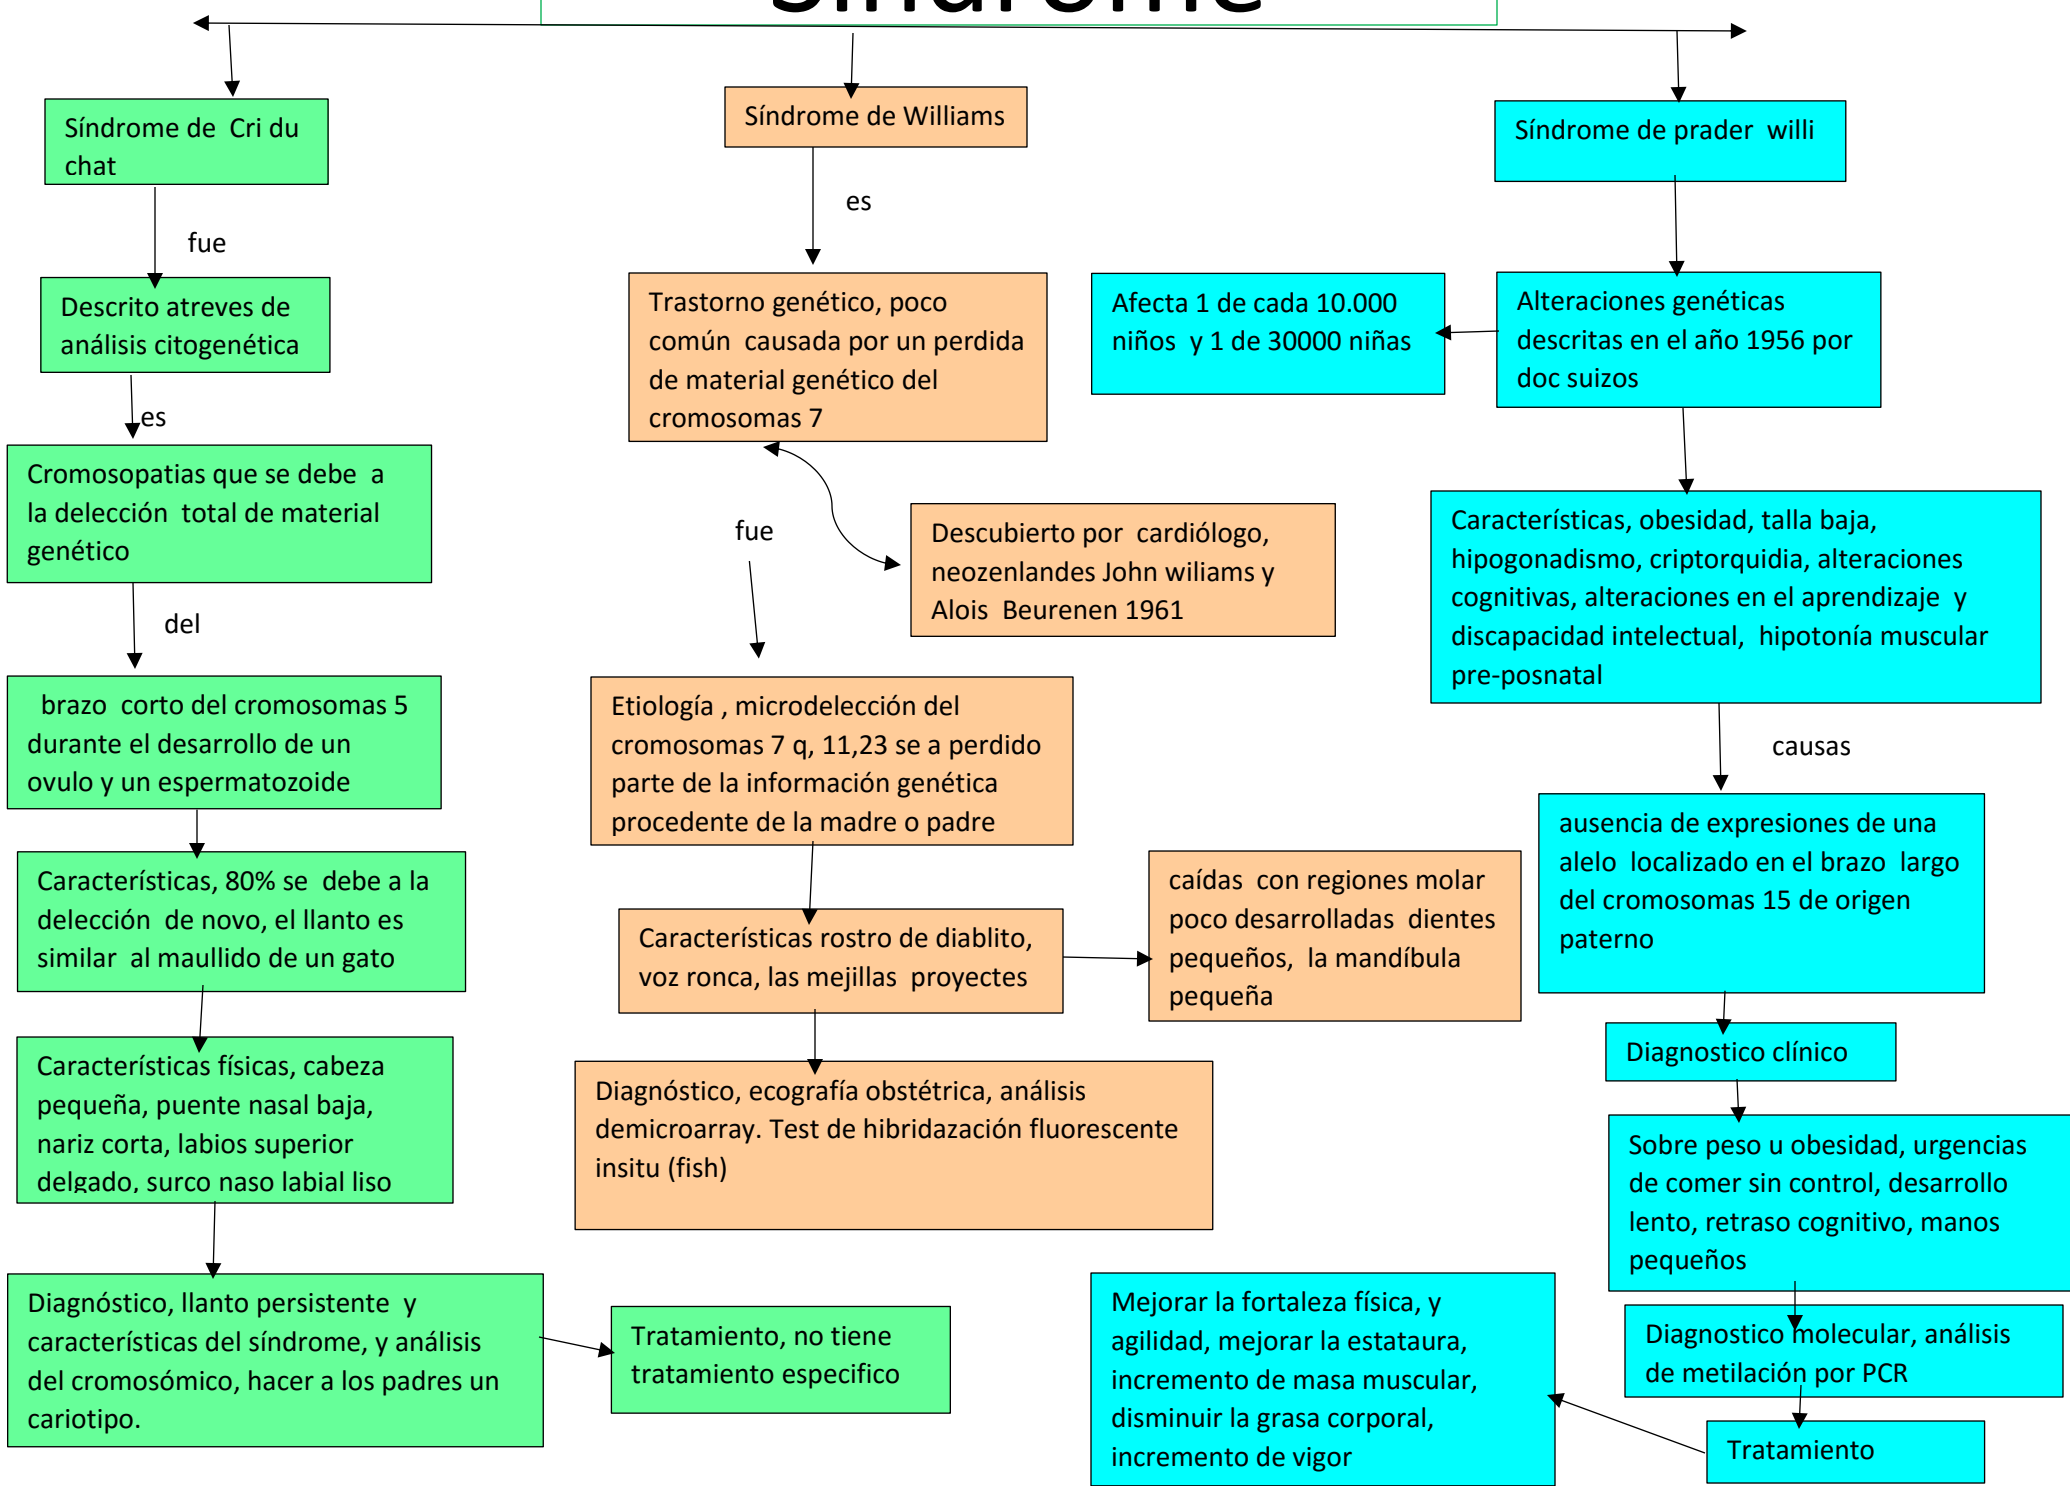 Síndrome
Síndrome de  Cri du
chat
fue
Descrito atreves de
análisis citogenética
es
Cromosopatias que se debe  a
la delección  total de material
genético
del
brazo  corto del cromosomas 5
durante el desarrollo de un
ovulo y un espermatozoide
Características, 80% se  debe a la
delección  de novo, el llanto es
similar  al maullido de un gato
Características físicas, cabeza
pequeña, puente nasal baja,
nariz corta, labios superior
delgado, surco naso labial liso
Diagnóstico, llanto persistente  y
características del síndrome, y análisis
del cromosómico, hacer a los padres un
cariotipo.
Tratamiento, no tiene
tratamiento especifico
Síndrome de Williams
es
Trastorno genético, poco
común  causada por un perdida
de material genético del
cromosomas 7
Descubierto por  cardiólogo,
neozenlandes John wiliams y
Alois  Beurenen 1961
fue
Etiología , microdelección del
cromosomas 7 q, 11,23 se a perdido
parte de la información genética
procedente de la madre o padre
Características rostro de diablito,
voz ronca, las mejillas  proyectes
caídas  con regiones molar
poco desarrolladas  dientes
pequeños,  la mandíbula
pequeña
Diagnóstico, ecografía obstétrica, análisis
demicroarray. Test de hibridazación fluorescente
insitu (fish)
Síndrome de prader  willi
Alteraciones genéticas
descritas en el año 1956 por
doc suizos
Afecta 1 de cada 10.000
niños  y 1 de 30000 niñas
Características, obesidad, talla baja,
hipogonadismo, criptorquidia, alteraciones
cognitivas, alteraciones en el aprendizaje  y
discapacidad intelectual,  hipotonía muscular
pre-posnatal
causas
ausencia de expresiones de una
alelo  localizado en el brazo  largo
del cromosomas 15 de origen
paterno
Diagnostico clínico
Sobre peso u obesidad, urgencias
de comer sin control, desarrollo
lento, retraso cognitivo, manos
pequeños
Diagnostico molecular, análisis
de metilación por PCR
Tratamiento
Mejorar la fortaleza física, y
agilidad, mejorar la estataura,
incremento de masa muscular,
disminuir la grasa corporal,
incremento de vigor